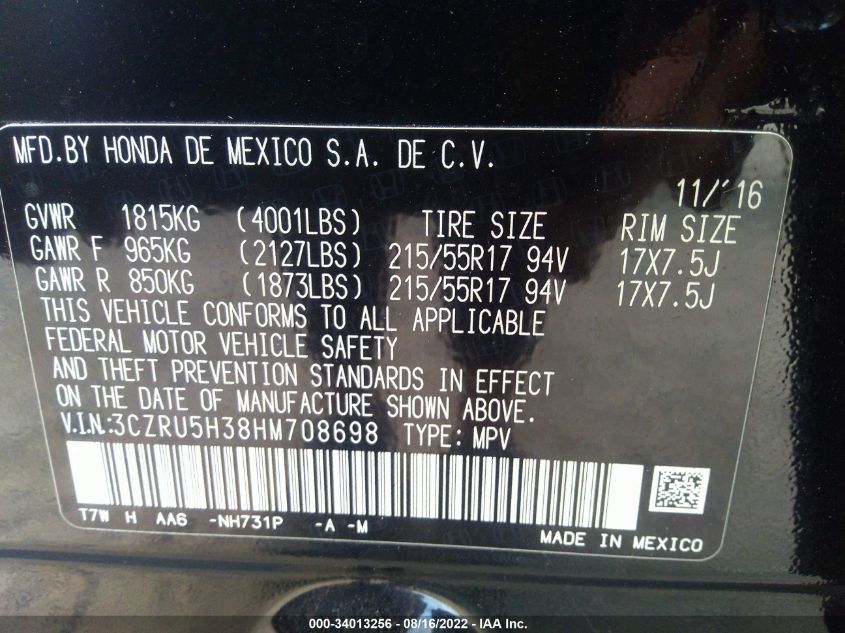 MFD.BY HONDA DE MEXICO S.A. DE C.V.
11/'16
GVWR 1815KG (4001LBS) TIRE SIZE RIM SIZE
GAWR F 965KG (2127LBS) 215/55R17 94V 17X7.5J
GAWR R 850KG (1873LBS) 215/55R17 94V 17X7.5J
THIS VEHICLE CONFORMS TO ALL APPLICABLE
FEDERAL MOTOR VEHICLE SAFETY
AND THEFT PREVENTION STANDARDS IN EFFECT
ON THE DATE OF MANUFACTURE SHOWN ABOVE.
V.I.N.:3CZRU5H38HM708698 TYPE: MPV
T7W H AA6 -NH731P -A -M
MADE IN MEXICO
000-34013256 - 08/16/2022 - IAA Inc.